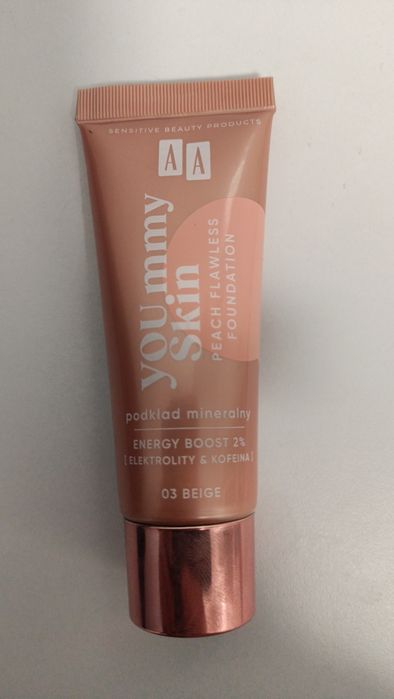 SENSITIVE BEAUTY PRODUCTS
AA
yoU mmy
Skin
PEACH FLAWLESS
FOUNDATION
podkład mineralny
ENERGY BOOST 2%
[ ELEKTROLITY & KOFEINA ]
03 BEIGE